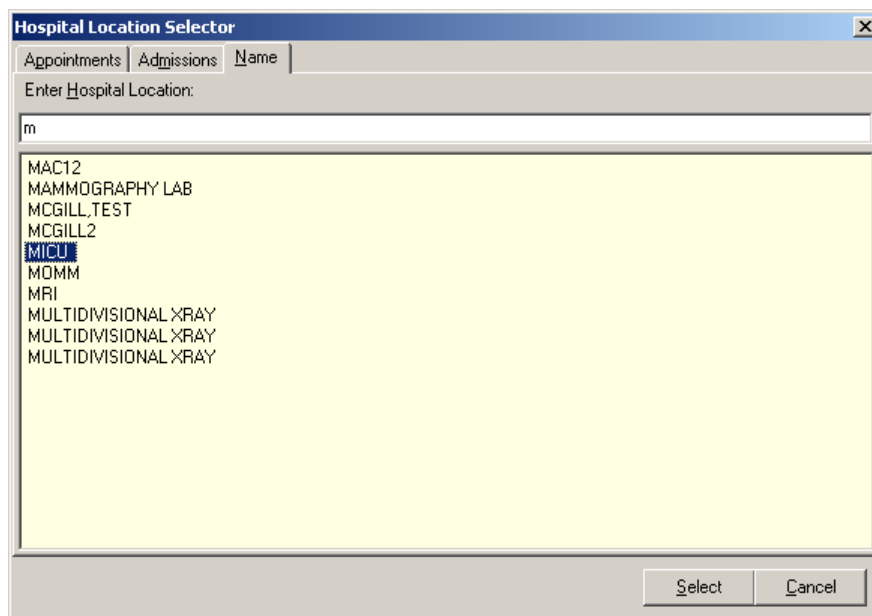 Hospital Location Selector
Appointments Admissions Name
Enter Hospital Location:
m
MAC12
MAMMOGRAPHY LAB
MCGILL,TEST
MCGILL2
MICU
MOMM
MRI
MULTIDIVISIONAL XRAY
MULTIDIVISIONAL XRAY
MULTIDIVISIONAL XRAY
Select Cancel